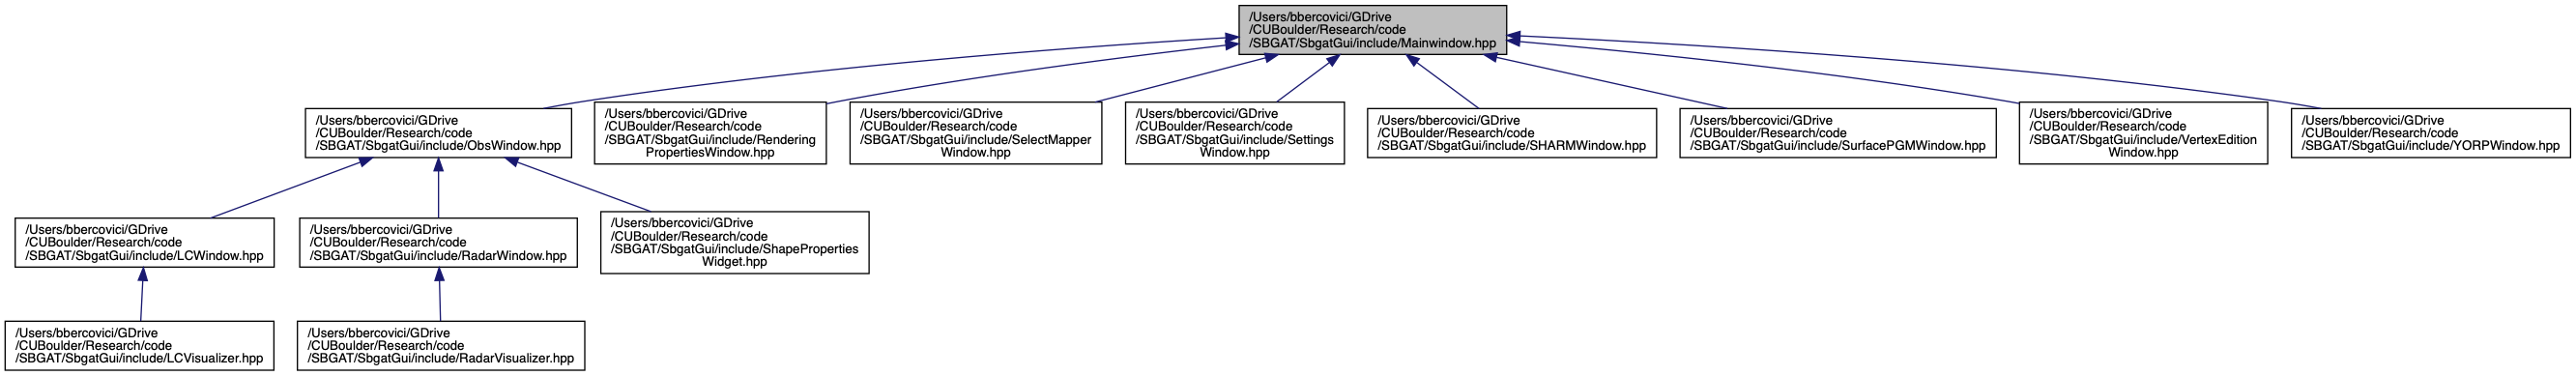 /Users/bbercovici/GDrive
/CUBoulder/Research/code
/SBGAT/SbgatGui/include/Mainwindow.hpp
/Users/bbercovici/GDrive
/CUBoulder/Research/code
/SBGAT/SbgatGui/include/ObsWindow.hpp
/Users/bbercovici/GDrive
/CUBoulder/Research/code
/SBGAT/SbgatGui/include/Rendering
PropertiesWindow.hpp
/Users/bbercovici/GDrive
/CUBoulder/Research/code
/SBGAT/SbgatGui/include/SelectMapper
Window.hpp
/Users/bbercovici/GDrive
/CUBoulder/Research/code
/SBGAT/SbgatGui/include/Settings
Window.hpp
/Users/bbercovici/GDrive
/CUBoulder/Research/code
/SBGAT/SbgatGui/include/SHARMWindow.hpp
/Users/bbercovici/GDrive
/CUBoulder/Research/code
/SBGAT/SbgatGui/include/SurfacePGMWindow.hpp
/Users/bbercovici/GDrive
/CUBoulder/Research/code
/SBGAT/SbgatGui/include/VertexEdition
Window.hpp
/Users/bbercovici/GDrive
/CUBoulder/Research/code
/SBGAT/SbgatGui/include/YORPWindow.hpp
/Users/bbercovici/GDrive
/CUBoulder/Research/code
/SBGAT/SbgatGui/include/LCWindow.hpp
/Users/bbercovici/GDrive
/CUBoulder/Research/code
/SBGAT/SbgatGui/include/RadarWindow.hpp
/Users/bbercovici/GDrive
/CUBoulder/Research/code
/SBGAT/SbgatGui/include/ShapeProperties
Widget.hpp
/Users/bbercovici/GDrive
/CUBoulder/Research/code
/SBGAT/SbgatGui/include/LCVisualizer.hpp
/Users/bbercovici/GDrive
/CUBoulder/Research/code
/SBGAT/SbgatGui/include/RadarVisualizer.hpp